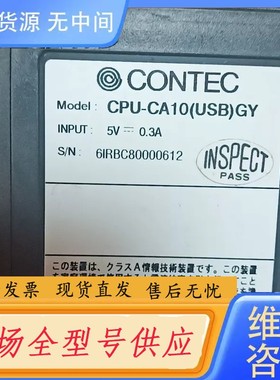 货源 无中间
CONTEC
Model: CPU-CA10(USB)GY
INPUT: 5V ⎓ 0.3A
S/N: 6IRBC80000612
INSPECT
PASS
この装置は、クラスA情報技術装置です。この
发票 现货直发 售后无忧
场全型号供应
维
咨